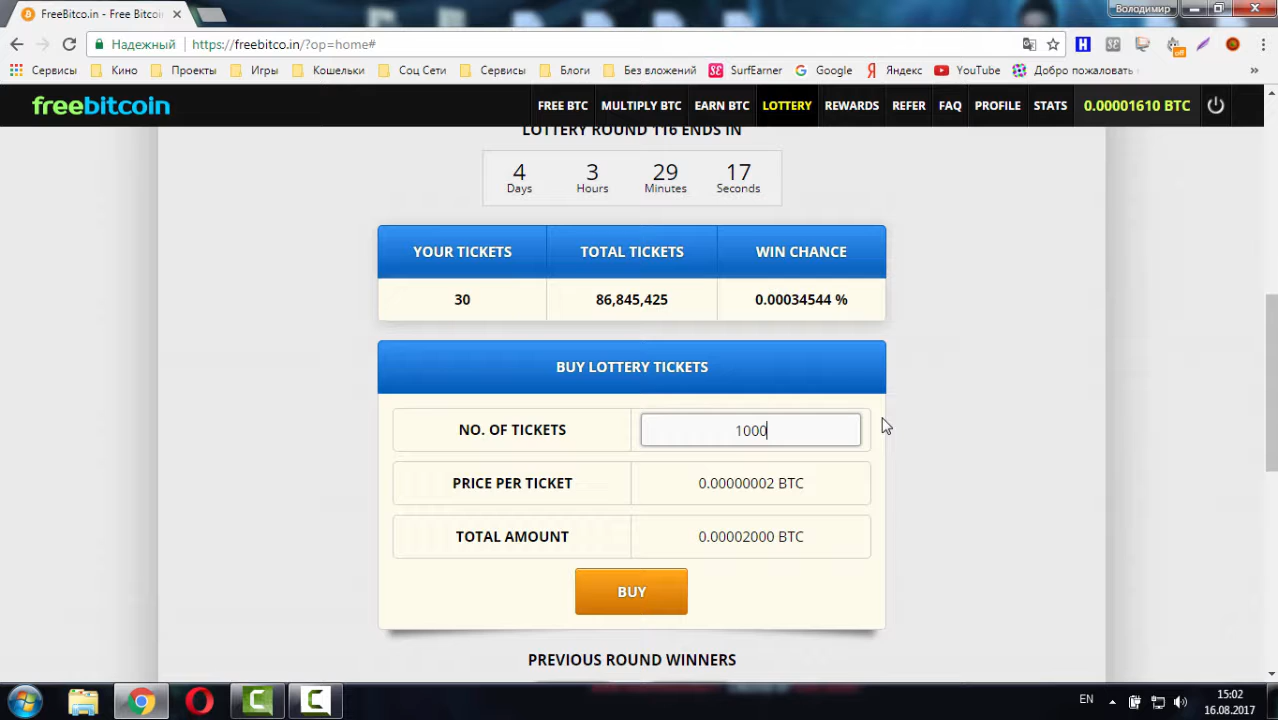 FreeBitco.in - Free Bitcoi
Володимир
Надежный
https://freebitco.in/?op=home#
off
Сервисы
Кино
Проекты
Игры
Кошельки
Соц Сети
Сервисы
Блоги
Без вложений
SurfEarner
Google
Яндекс
YouTube
Добро пожаловать
freebitcoin
FREE BTC
MULTIPLY BTC
EARN BTC
LOTTERY
REWARDS
REFER
FAQ
PROFILE
STATS
0.00001610 BTC
LOTTERY ROUND 116 ENDS IN
4 3 29 17
Days Hours Minutes Seconds
YOUR TICKETS TOTAL TICKETS WIN CHANCE
30 86,845,425 0.00034544 %
BUY LOTTERY TICKETS
NO. OF TICKETS 1000
PRICE PER TICKET 0.00000002 BTC
TOTAL AMOUNT 0.00002000 BTC
BUY
PREVIOUS ROUND WINNERS
EN
15:02
16.08.2017